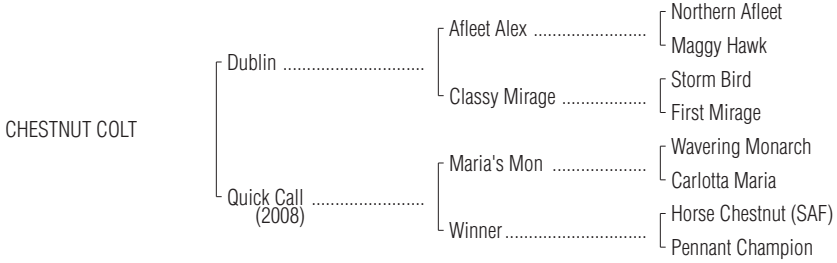 Northern Afleet
Afleet Alex ........................
Maggy Hawk
Dublin ..............................
Storm Bird
Classy Mirage ..................
First Mirage
CHESTNUT COLT
Wavering Monarch
Maria's Mon ....................
Carlotta Maria
Quick Call ........................
(2008)
Horse Chestnut (SAF)
Winner..............................
Pennant Champion